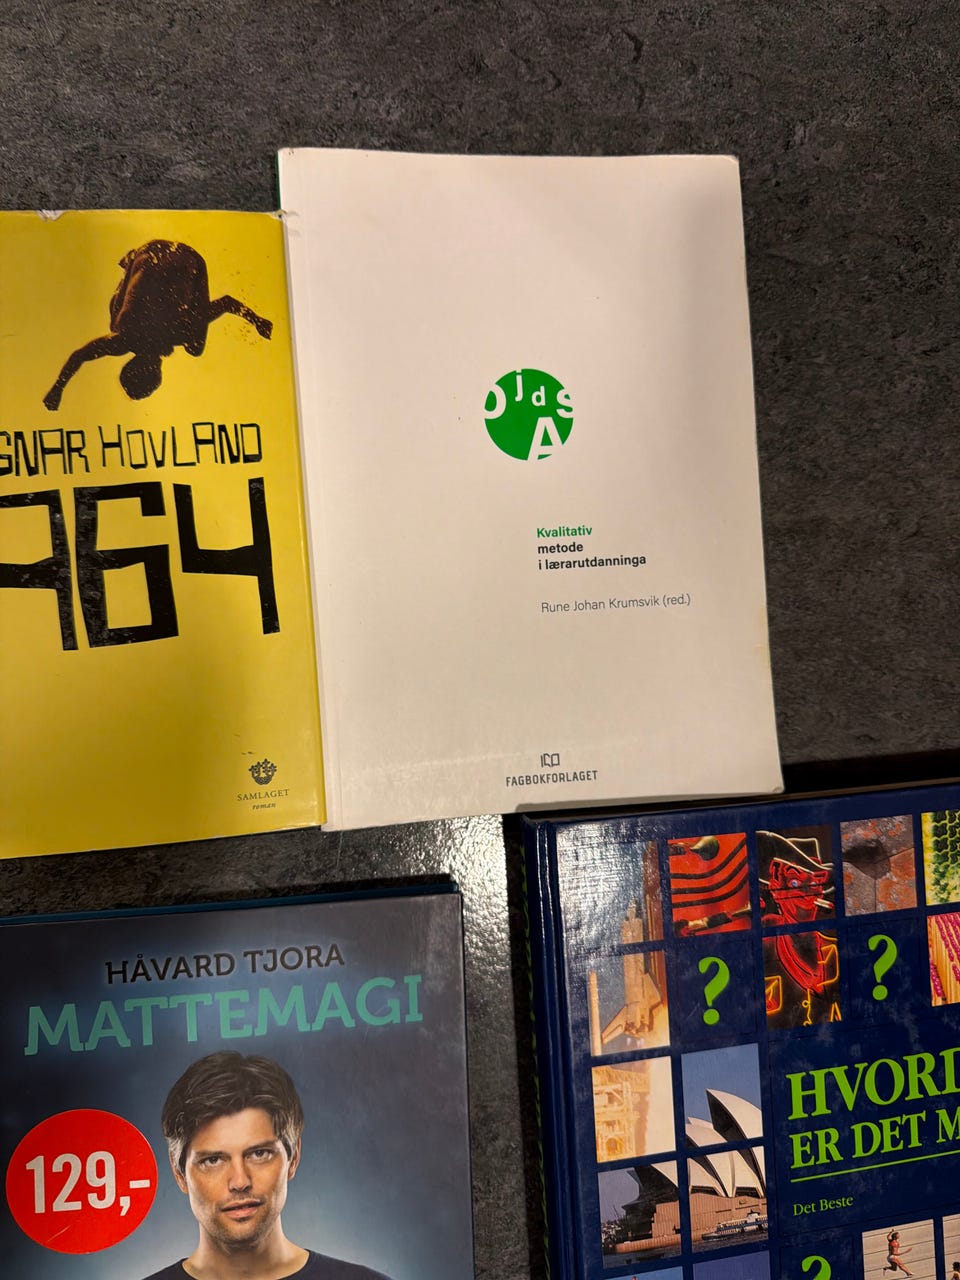 GNAR HOVLAND
964
SAMLAGET
roman
D j d S
A
Kvalitativ
metode
i lærarutdanninga
Rune Johan Krumsvik (red.)
FAGBOKFORLAGET
HÅVARD TJORA
MATTEMAGI
129,-
? ?
HVORD
ER DET M
Det Beste
?